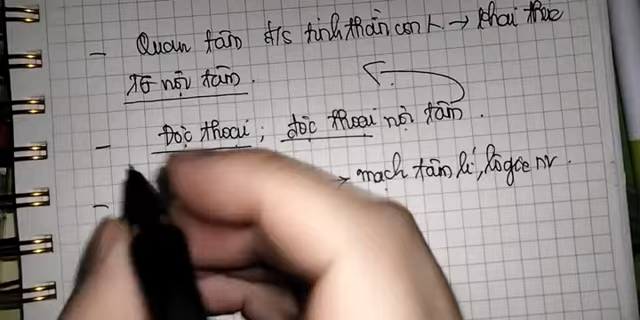 - Quan tâm đ/s tinh thần con λ → khai thác
TG nội tâm.
- Độc thoại; độc thoại nội tâm.
- → mạch tâm lí, lôgic nv.